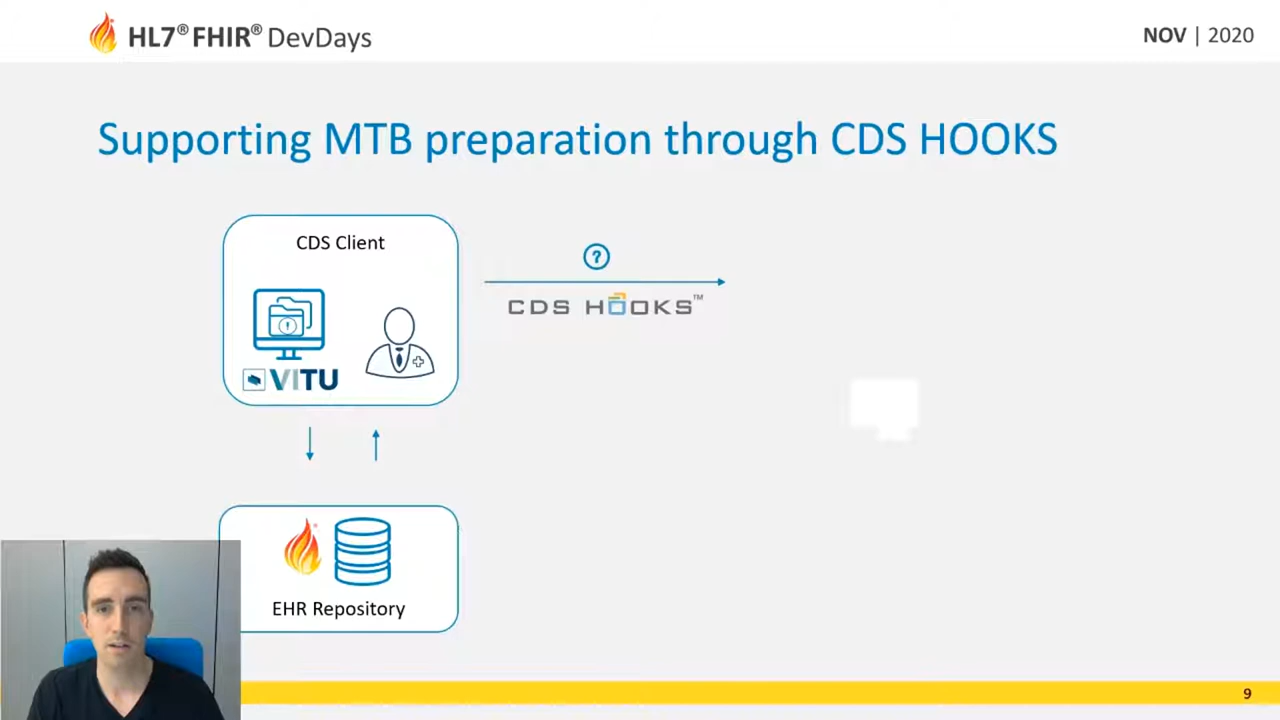 HL7® FHIR® DevDays
NOV | 2020
Supporting MTB preparation through CDS HOOKS
CDS Client
?
CDS HOOKS™
VITU
EHR Repository
9